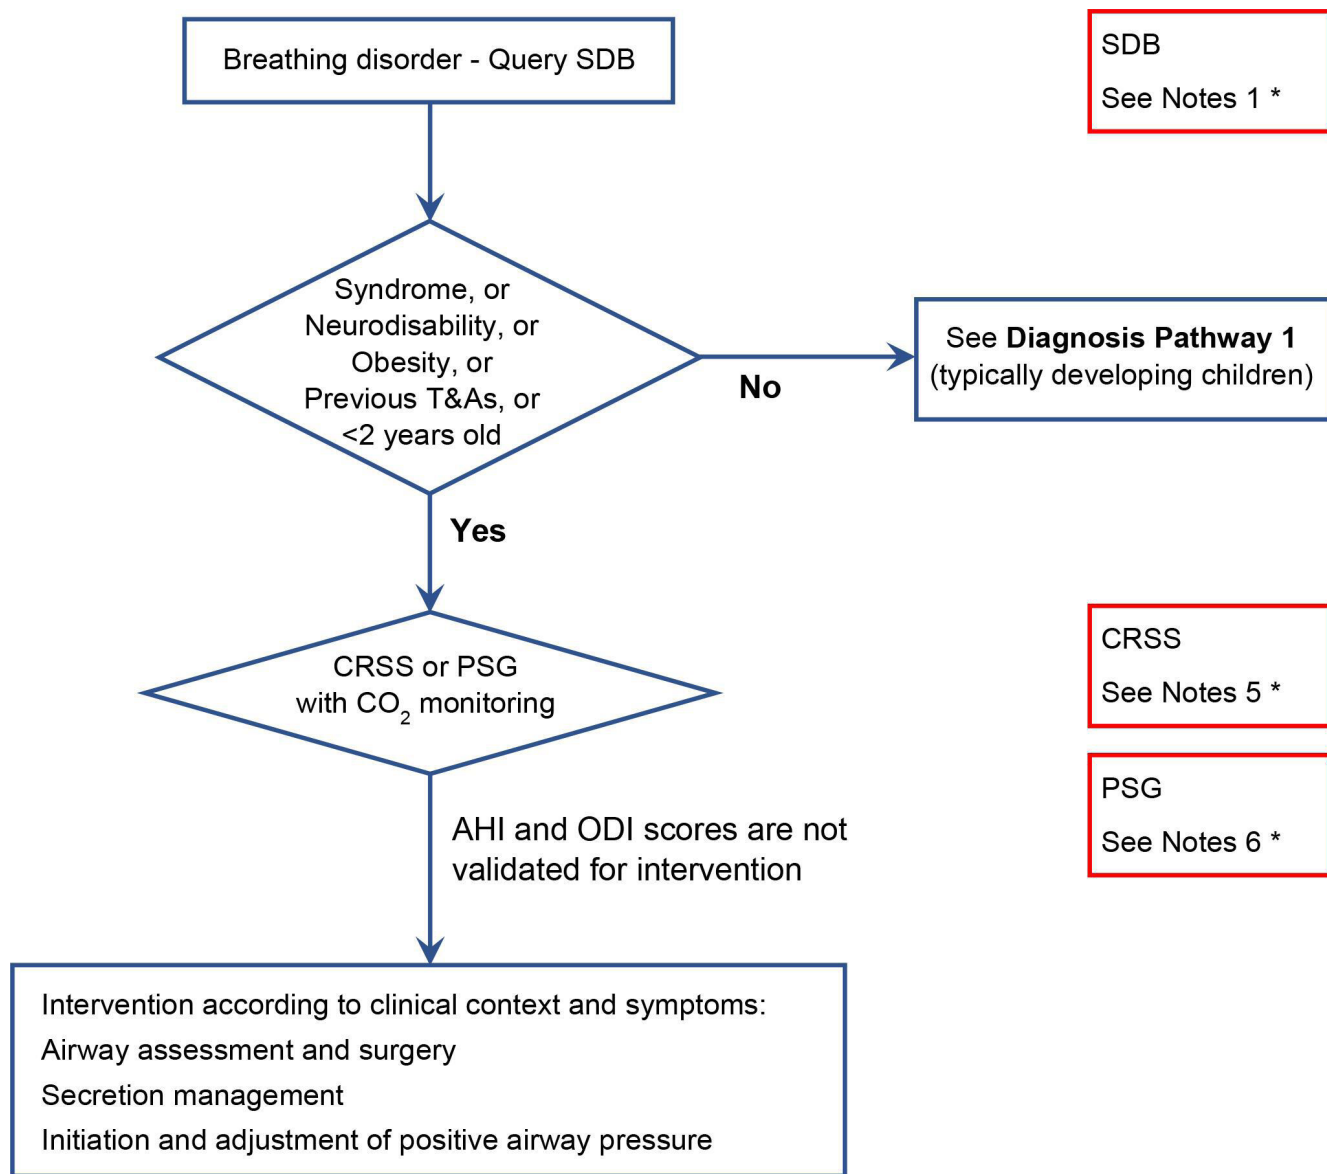 Breathing disorder - Query SDB
SDB
See Notes 1 *
Syndrome, or
Neurodisability, or
Obesity, or
Previous T&As, or
<2 years old
No
See Diagnosis Pathway 1
(typically developing children)
Yes
CRSS or PSG
with CO₂ monitoring
CRSS
See Notes 5 *
PSG
See Notes 6 *
AHI and ODI scores are not
validated for intervention
Intervention according to clinical context and symptoms:
Airway assessment and surgery
Secretion management
Initiation and adjustment of positive airway pressure